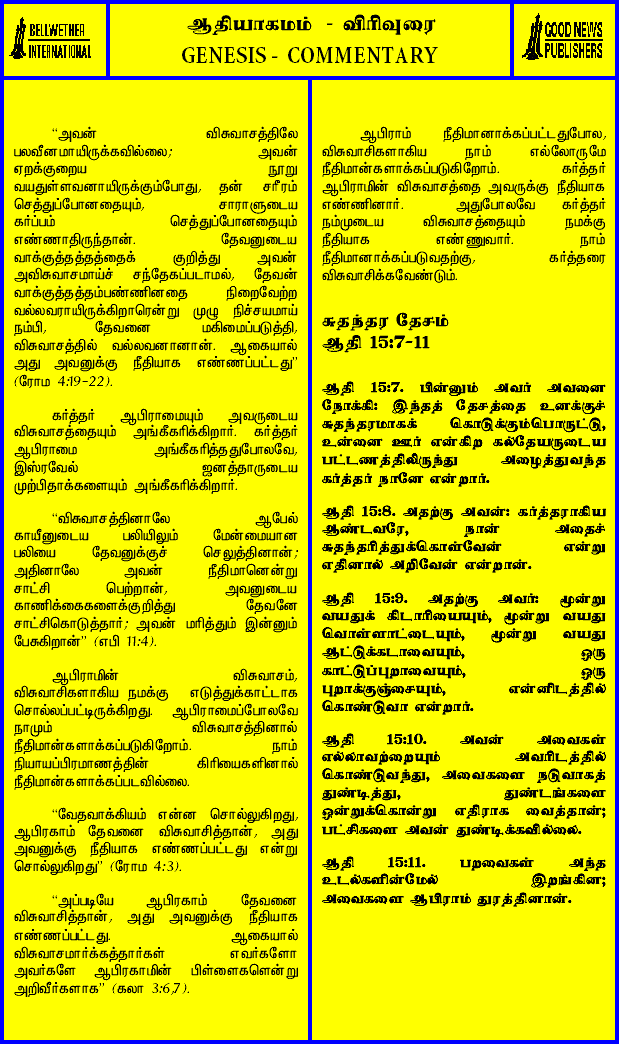 BELLWETHER
INTERNATIONAL
ஆதியாகமம் - விரிவுரை
GENESIS - COMMENTARY
GOOD NEWS
PUBLISHERS
“அவன் விசுவாசத்திலே
பலவீனமாயிருக்கவில்லை; அவன்
ஏறக்குறைய நூறு
வயதுள்ளவனாயிருக்கும்போது, தன் சரீரம்
செத்துப்போனதையும், சாராளுடைய
கர்ப்பம் செத்துப்போனதையும்
எண்ணாதிருந்தான். தேவனுடைய
வாக்குத்தத்தத்தைக் குறித்து அவன்
அவிசுவாசமாய்ச் சந்தேகப்படாமல், தேவன்
வாக்குத்தத்தம்பண்ணினதை நிறைவேற்ற
வல்லவராயிருக்கிறாரென்று முழு நிச்சயமாய்
நம்பி, தேவனை மகிமைப்படுத்தி,
விசுவாசத்தில் வல்லவனானான். ஆகையால்
அது அவனுக்கு நீதியாக எண்ணப்பட்டது”
(ரோம 4:19-22).
கர்த்தர் ஆபிராமையும் அவருடைய
விசுவாசத்தையும் அங்கீகரிக்கிறார். கர்த்தர்
ஆபிராமை அங்கீகரித்ததுபோலவே,
இஸ்ரவேல் ஜனத்தாருடைய
முற்பிதாக்களையும் அங்கீகரிக்கிறார்.
“விசுவாசத்தினாலே ஆபேல்
காயீனுடைய பலியிலும் மேன்மையான
பலியை தேவனுக்குச் செலுத்தினான்;
அதினாலே அவன் நீதிமானென்று
சாட்சி பெற்றான், அவனுடைய
காணிக்கைகளைக்குறித்து தேவனே
சாட்சிகொடுத்தார்; அவன் மரித்தும் இன்னும்
பேசுகிறான்” (எபி 11:4).
ஆபிராமின் விசுவாசம்,
விசுவாசிகளாகிய நமக்கு எடுத்துக்காட்டாக
சொல்லப்பட்டிருக்கிறது. ஆபிராமைப்போலவே
நாமும் விசுவாசத்தினால்
நீதிமான்களாக்கப்படுகிறோம். நாம்
நியாயப்பிரமாணத்தின் கிரியைகளினால்
நீதிமான்களாக்கப்படவில்லை.
“வேதவாக்கியம் என்ன சொல்லுகிறது,
ஆபிரகாம் தேவனை விசுவாசித்தான், அது
அவனுக்கு நீதியாக எண்ணப்பட்டது என்று
சொல்லுகிறது” (ரோம 4:3).
“அப்படியே ஆபிரகாம் தேவனை
விசுவாசித்தான், அது அவனுக்கு நீதியாக
எண்ணப்பட்டது. ஆகையால்
விசுவாசமார்க்கத்தார்கள் எவர்களோ
அவர்களே ஆபிரகாமின் பிள்ளைகளென்று
அறிவீர்களாக” (கலா 3:6,7).
ஆபிராம் நீதிமானாக்கப்பட்டதுபோல,
விசுவாசிகளாகிய நாம் எல்லோருமே
நீதிமான்களாக்கப்படுகிறோம். கர்த்தர்
ஆபிராமின் விசுவாசத்தை அவருக்கு நீதியாக
எண்ணினார். அதுபோலவே கர்த்தர்
நம்முடைய விசுவாசத்தையும் நமக்கு
நீதியாக எண்ணுவார். நாம்
நீதிமானாக்கப்படுவதற்கு, கர்த்தரை
விசுவாசிக்கவேண்டும்.
சுதந்தர தேசம்
ஆதி 15:7-11
ஆதி 15:7. பின்னும் அவர் அவனை
நோக்கி: இந்தத் தேசத்தை உனக்குச்
சுதந்தரமாகக் கொடுக்கும்பொருட்டு,
உன்னை ஊர் என்கிற கல்தேயருடைய
பட்டணத்திலிருந்து அழைத்துவந்த
கர்த்தர் நானே என்றார்.
ஆதி 15:8. அதற்கு அவன்: கர்த்தராகிய
ஆண்டவரே, நான் அதைச்
சுதந்தரித்துக்கொள்வேன் என்று
எதினால் அறிவேன் என்றான்.
ஆதி 15:9. அதற்கு அவர்: மூன்று
வயதுக் கிடாரியையும், மூன்று வயது
வெள்ளாட்டையும், மூன்று வயது
ஆட்டுக்கடாவையும், ஒரு
காட்டுப்புறாவையும், ஒரு
புறாக்குஞ்சையும், என்னிடத்தில்
கொண்டுவா என்றார்.
ஆதி 15:10. அவன் அவைகள்
எல்லாவற்றையும் அவரிடத்தில்
கொண்டுவந்து, அவைகளை நடுவாகத்
துண்டித்து, துண்டங்களை
ஒன்றுக்கொன்று எதிராக வைத்தான்;
பட்சிகளை அவன் துண்டிக்கவில்லை.
ஆதி 15:11. பறவைகள் அந்த
உடல்களின்மேல் இறங்கின;
அவைகளை ஆபிராம் துரத்தினான்.